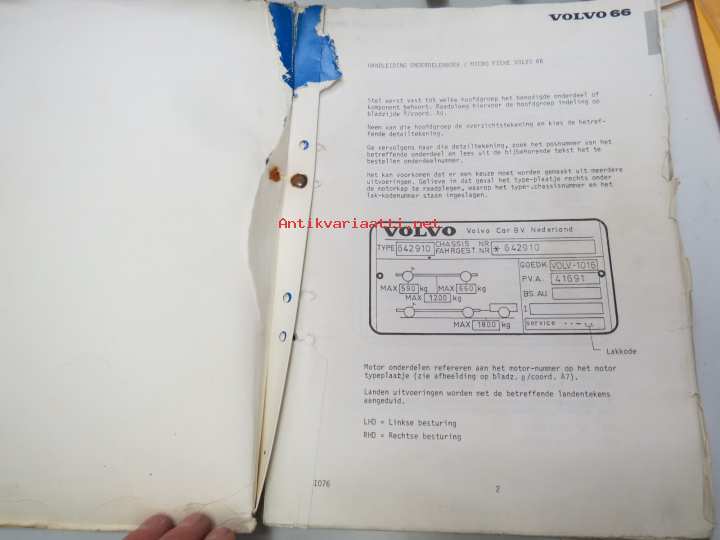 VOLVO 66
HANDLEIDING ONDERDELENBOEK / MICRO FICHE VOLVO 66
Stel eerst vast tot welke hoofdgroep het benodigde onderdeel of
komponent behoort. Raadpleeg hiervoor de hoofdgroep indeling op
bladzijde
Neem van die hoofdgroep de overzichtstekening en kies de betref-
fende detailtekening.
Ga vervolgens naar die detailtekening, zoek het posnummer van het
betreffende onderdeel en lees uit de bijbehorende tekst het te
bestellen onderdeelnummer.
Het kan voorkomen dat er een keuze moet worden gemaakt uit meerdere
uitvoeringen. Gelieve in dat geval het type-plaatje rechts onder
de motorkap te raadplegen, waarop het type-,chassisnummer en het
lak-kodenummer staan ingeslagen.
Antikvariaatti.net
VOLVO Volvo Car B.V. Nederland
TYPE 642910 CHASSIS NR. FAHRGEST. NR. * 642910
GOEDK. VOLV-1016
MAX 590 kg MAX 660 kg P.V.A. 41691
MAX 1200 kg BS. AU.
1
MAX 1800 kg service
Lakkode
Motor onderdelen refereren aan het motor-nummer op het motor
typeplaatje (zie afbeelding op bladz. g/coord. A7).
Landen uitvoeringen worden met de betreffende landentekens
aangeduid.
LHD = Linkse besturing
RHD = Rechtse besturing
1076
2